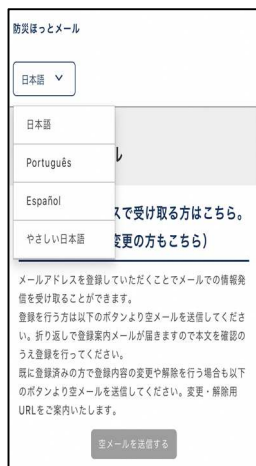 防災ほっとメール
日本語
日本語
Português
Español
やさしい日本語
ル
スで受け取る方はこちら。
変更の方もこちら）
メールアドレスを登録していただくことでメールでの情報発
信を受け取ることができます。
登録を行う方は以下のボタンより空メールを送信してくださ
い。折り返しで登録案内メールが届きますので本文を確認の
うえ登録を行ってください。
既に登録済みの方で登録内容の変更や解除を行う場合も以下
のボタンより空メールを送信してください。変更・解除用
URLをご案内いたします。
空メールを送信する